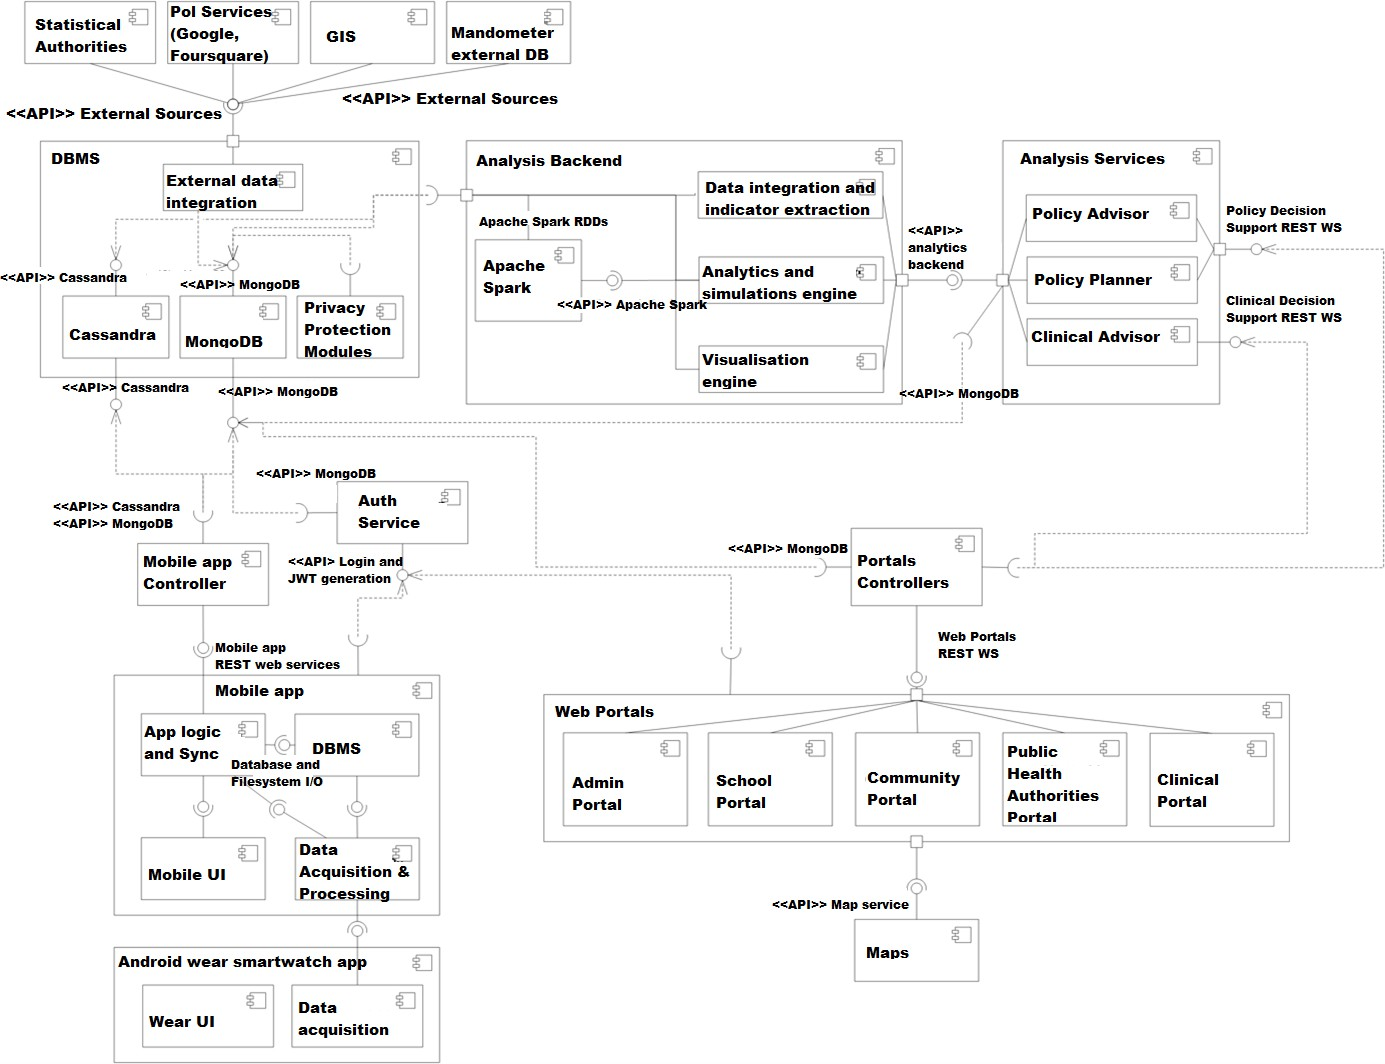 Statistical
Authorities
PoI Services
(Google,
Foursquare)
GIS
Mandometer
external DB
<<API>> External Sources
<<API>> External Sources
DBMS
External data
integration
<<API>> Cassandra
<<API>> MongoDB
Cassandra
MongoDB
Privacy
Protection
Modules
<<API>> Cassandra
<<API>> MongoDB
Analysis Backend
Data integration and
indicator extraction
Apache Spark RDDs
Apache
Spark
<<API>> Apache Spark
Analytics and
simulations engine
Visualisation
engine
<<API>>
analytics
backend
<<API>> MongoDB
Analysis Services
Policy Advisor
Policy Planner
Clinical Advisor
Policy Decision
Support REST WS
Clinical Decision
Support REST WS
<<API>> MongoDB
Auth
Service
<<API>> Cassandra
<<API>> MongoDB
Mobile app
Controller
<<API> Login and
JWT generation
<<API>> MongoDB
Portals
Controllers
Mobile app
REST web services
Web Portals
REST WS
Mobile app
App logic
and Sync
DBMS
Database and
Filesystem I/O
Mobile UI
Data
Acquisition &
Processing
Web Portals
Admin
Portal
School
Portal
Community
Portal
Public
Health
Authorities
Portal
Clinical
Portal
<<API>> Map service
Maps
Android wear smartwatch app
Wear UI
Data
acquisition